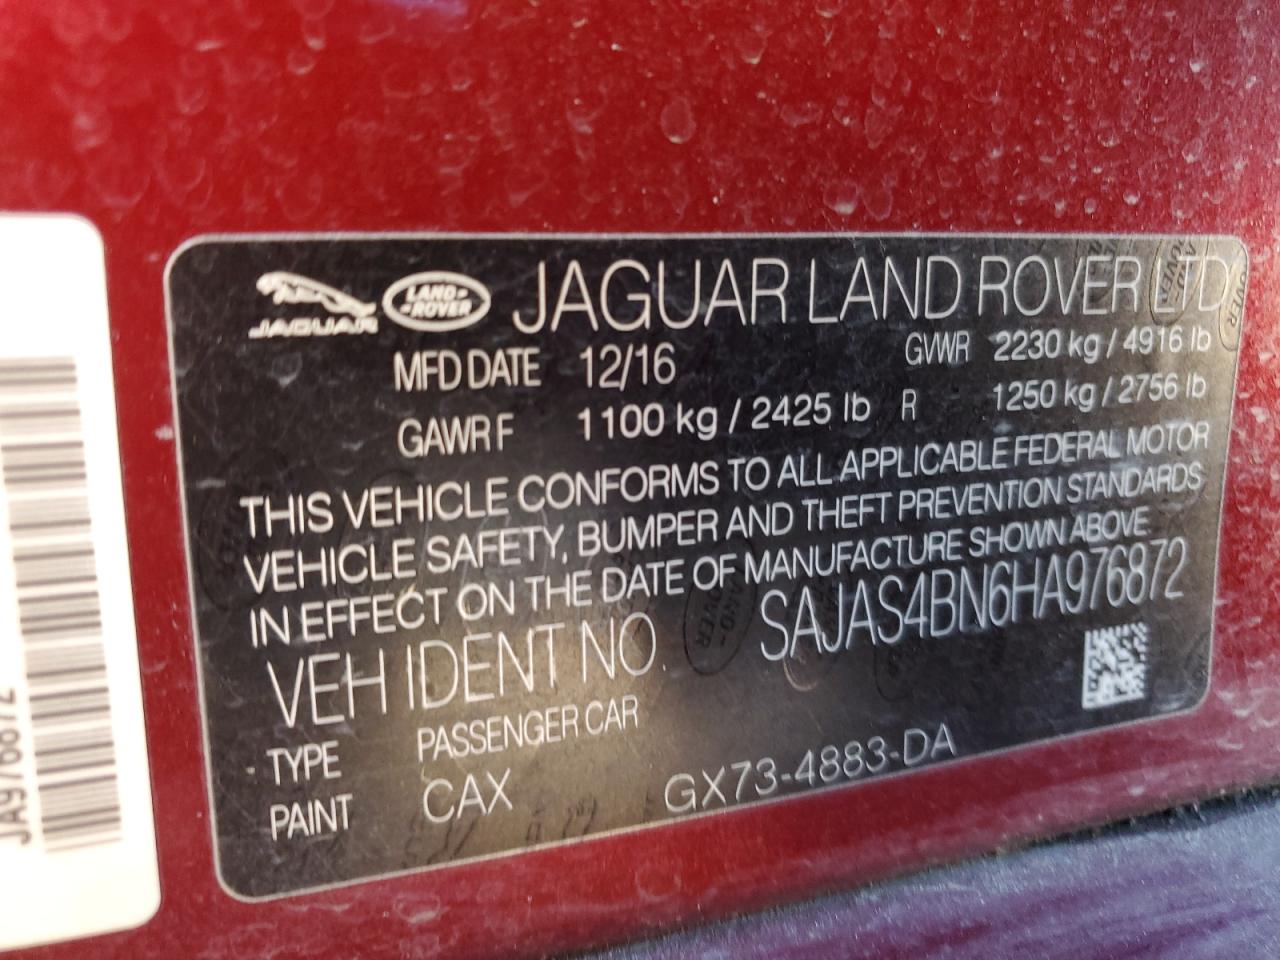 JAGUAR LAND ROVER LTD
JAGUAR
LAND-
-ROVER
MFD DATE 12/16 GVWR 2230 kg / 4916 lb
GAWR F 1100 kg / 2425 lb R 1250 kg / 2756 lb
THIS VEHICLE CONFORMS TO ALL APPLICABLE FEDERAL MOTOR
VEHICLE SAFETY, BUMPER AND THEFT PREVENTION STANDARDS
IN EFFECT ON THE DATE OF MANUFACTURE SHOWN ABOVE
VEH IDENT NO. SAJAS4BN6HA976872
TYPE PASSENGER CAR
PAINT CAX GX73-4883-DA
JA976872